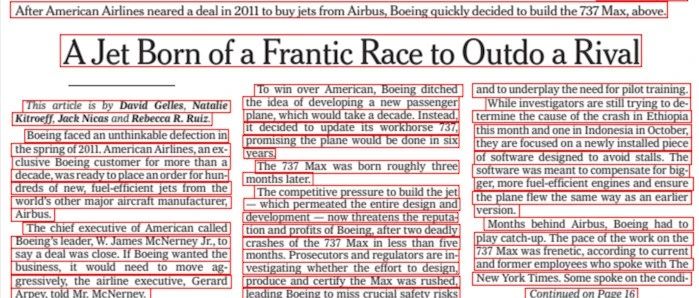 After American Airlines neared a deal in 2011 to buy jets from Airbus, Boeing quickly decided to build the 737 Max, above.
A Jet Born of a Frantic Race to Outdo a Rival
This article is by David Gelles, Natalie
Kitroeff, Jack Nicas and Rebecca R. Ruiz.
Boeing faced an unthinkable defection in
the spring of 2011. American Airlines, an ex-
clusive Boeing customer for more than a
decade, was ready to place an order for hun-
dreds of new, fuel-efficient jets from the
world's other major aircraft manufacturer,
Airbus.
The chief executive of American called
Boeing's leader, W. James McNerney Jr., to
say a deal was close. If Boeing wanted the
business, it would need to move ag-
gressively, the airline executive, Gerard
Arpey, told Mr. McNerney.
To win over American, Boeing ditched
the idea of developing a new passenger
plane, which would take a decade. Instead,
it decided to update its workhorse 737,
promising the plane would be done in six
years.
The 737 Max was born roughly three
months later.
The competitive pressure to build the jet
— which permeated the entire design and
development — now threatens the reputa-
tion and profits of Boeing, after two deadly
crashes of the 737 Max in less than five
months. Prosecutors and regulators are in-
vestigating whether the effort to design,
produce and certify the Max was rushed,
leading Boeing to miss crucial safety risks
and to underplay the need for pilot training.
While investigators are still trying to de-
termine the cause of the crash in Ethiopia
this month and one in Indonesia in October,
they are focused on a newly installed piece
of software designed to avoid stalls. The
software was meant to compensate for big-
ger, more fuel-efficient engines and ensure
the plane flew the same way as an earlier
version.
Months behind Airbus, Boeing had to
play catch-up. The pace of the work on the
737 Max was frenetic, according to current
and former employees who spoke with The
New York Times. Some spoke on the condi-
Continued on Page 16